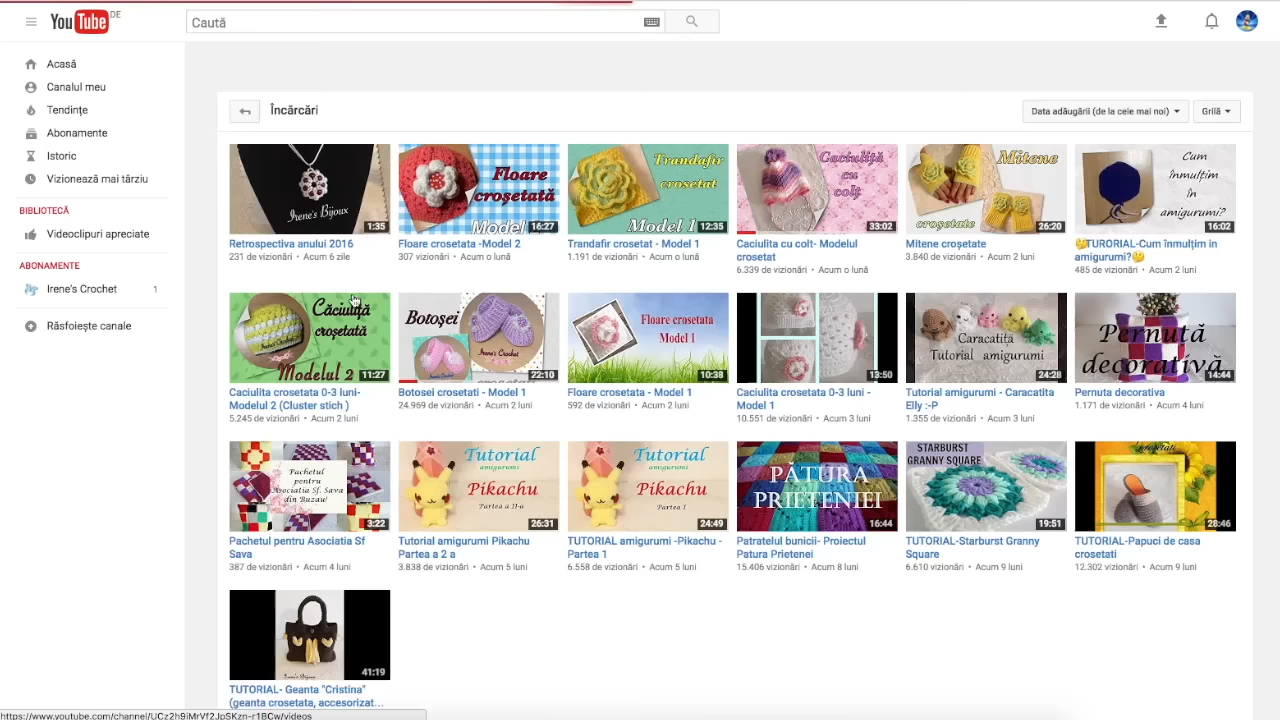 YouTube DE
Caută
Acasă
Canalul meu
Tendințe
Abonamente
Istoric
Vizionează mai târziu
BIBLIOTECĂ
Videoclipuri apreciate
ABONAMENTE
Irene's Crochet 1
Răsfoiește canale
Încărcări
Data adăugării (de la cele mai noi)
Grilă
Irene's Bijoux
1:35
Retrospectiva anului 2016
231 de vizionări • Acum 6 zile
Floare
crosetată
Model
16:27
Floare crosetata -Model 2
307 vizionări • Acum o lună
Trandafir
crosetat
Model 1
12:35
Trandafir crosetat - Model 1
1.191 de vizionări • Acum o lună
Caciuliță
cu
colț
33:02
Caciulita cu colt- Modelul
crosetat
6.339 de vizionări • Acum o lună
Mitene
croșetate
26:20
Mitene croșetate
3.840 de vizionări • Acum 2 luni
Cum
înmulțim
în
amigurumi?
16:02
🤔TURORIAL-Cum înmulțim in
amigurumi?🤔
485 de vizionări • Acum 2 luni
Căciuliță
croșetată
Modelul 2
11:27
Caciulita crosetata 0-3 luni-
Modelul 2 (Cluster stich )
5.245 de vizionări • Acum 2 luni
Botoșei
Irene's Crochet
22:10
Botosei crosetati - Model 1
24.969 de vizionări • Acum 2 luni
Floare crosetata
Model 1
10:38
Floare crosetata - Model 1
592 de vizionări • Acum 2 luni
13:50
Caciulita crosetata 0-3 luni -
Model 1
10.551 de vizionări • Acum 3 luni
Caracatita
Tutorial amigurumi
24:28
Tutorial amigurumi - Caracatita
Elly :-P
1.355 de vizionări • Acum 3 luni
Pernută
decorativă
14:44
Pernuta decorativa
1.171 de vizionări • Acum 4 luni
Pachetul
pentru
Asociatia Sf. Sava
din Buzau!
3:22
Pachetul pentru Asociatia Sf
Sava
387 de vizionări • Acum 4 luni
Tutorial
amigurumi
Pikachu
Partea a II-a
26:31
Tutorial amigurumi Pikachu
Partea a 2 a
3.838 de vizionări • Acum 5 luni
Tutorial
amigurumi
Pikachu
Partea I
24:49
TUTORIAL amigurumi -Pikachu -
Partea 1
6.558 de vizionări • Acum 5 luni
PĂTURA
PRIETENIEI
16:44
Patratelul bunicii- Proiectul
Patura Prietenei
15.406 vizionări • Acum 8 luni
STARBURST
GRANNY SQUARE
19:51
TUTORIAL-Starburst Granny
Square
6.610 vizionări • Acum 9 luni
28:46
TUTORIAL-Papuci de casa
crosetati
12.302 vizionări • Acum 9 luni
Irene's Bijoux
41:19
TUTORIAL- Geanta "Cristina"
(geanta crosetata, accesorizat...
https://www.youtube.com/channel/UCz2h9iMrVf2JpSKzn-r1BCw/videos